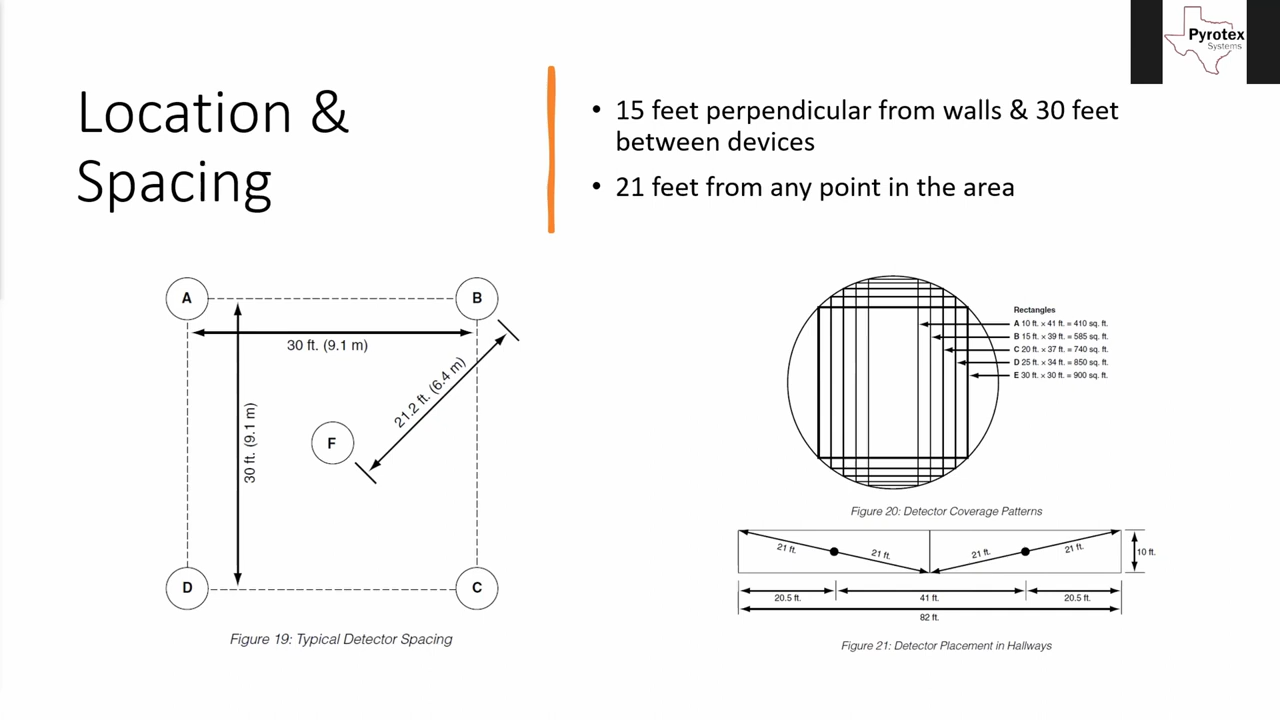 Pyrotex
Systems
Location &
Spacing
• 15 feet perpendicular from walls & 30 feet
between devices
• 21 feet from any point in the area
A
B
30 ft. (9.1 m)
30 ft. (9.1 m)
21.2 ft. (6.4 m)
F
D
C
Figure 19: Typical Detector Spacing
Rectangles
A 10 ft. × 41 ft. = 410 sq. ft.
B 15 ft. × 39 ft. = 585 sq. ft.
C 20 ft. × 37 ft. = 740 sq. ft.
D 25 ft. × 34 ft. = 850 sq. ft.
E 30 ft. × 30 ft. = 900 sq. ft.
Figure 20: Detector Coverage Patterns
21 ft.
21 ft.
21 ft.
21 ft.
10 ft.
20.5 ft.
41 ft.
20.5 ft.
82 ft.
Figure 21: Detector Placement in Hallways